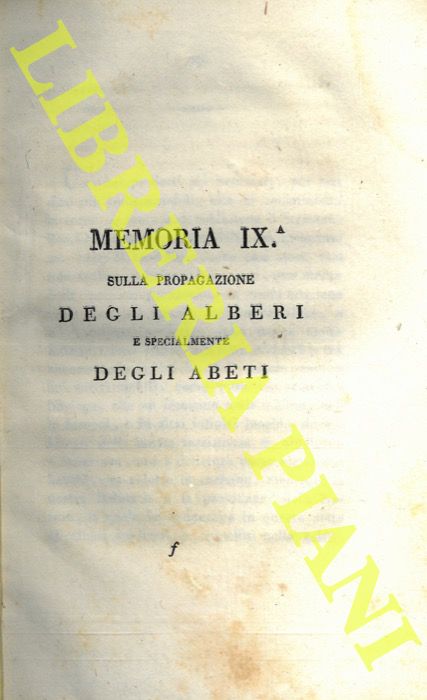 MEMORIA IX.ᴬ
SULLA PROPAGAZIONE
DEGLI ALBERI
E SPECIALMENTE
DEGLI ABETI
f
LIBRERIA PIANI